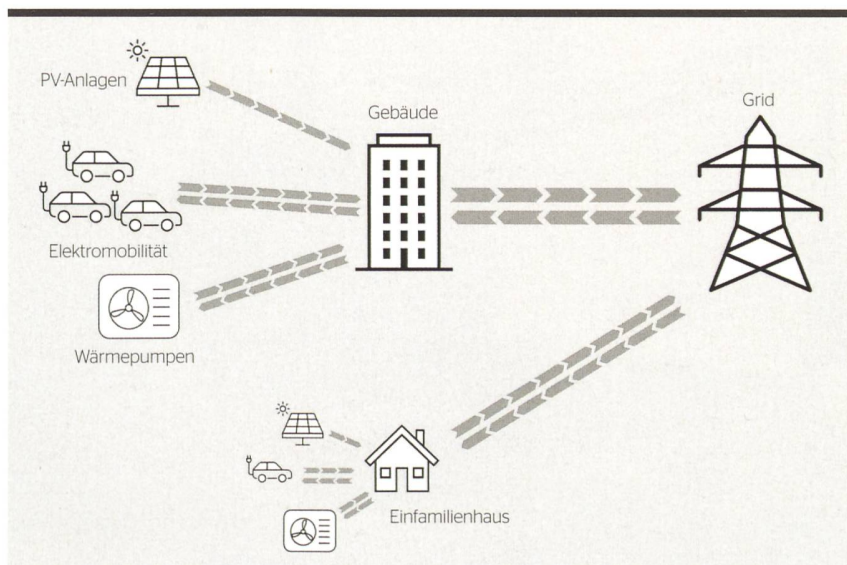 PV-Anlagen
Gebäude
Grid
Elektromobilität
Wärmepumpen
Einfamilienhaus